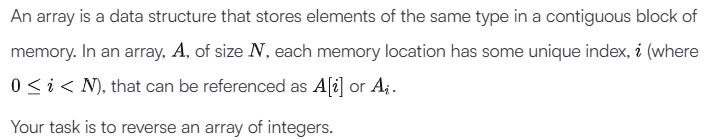 An array is a data structure that stores elements of the same type in a contiguous block of
memory. In an array, A, of size N, each memory location has some unique index, i (where
0 ≤ i < N), that can be referenced as A[i] or Aᵢ.
Your task is to reverse an array of integers.